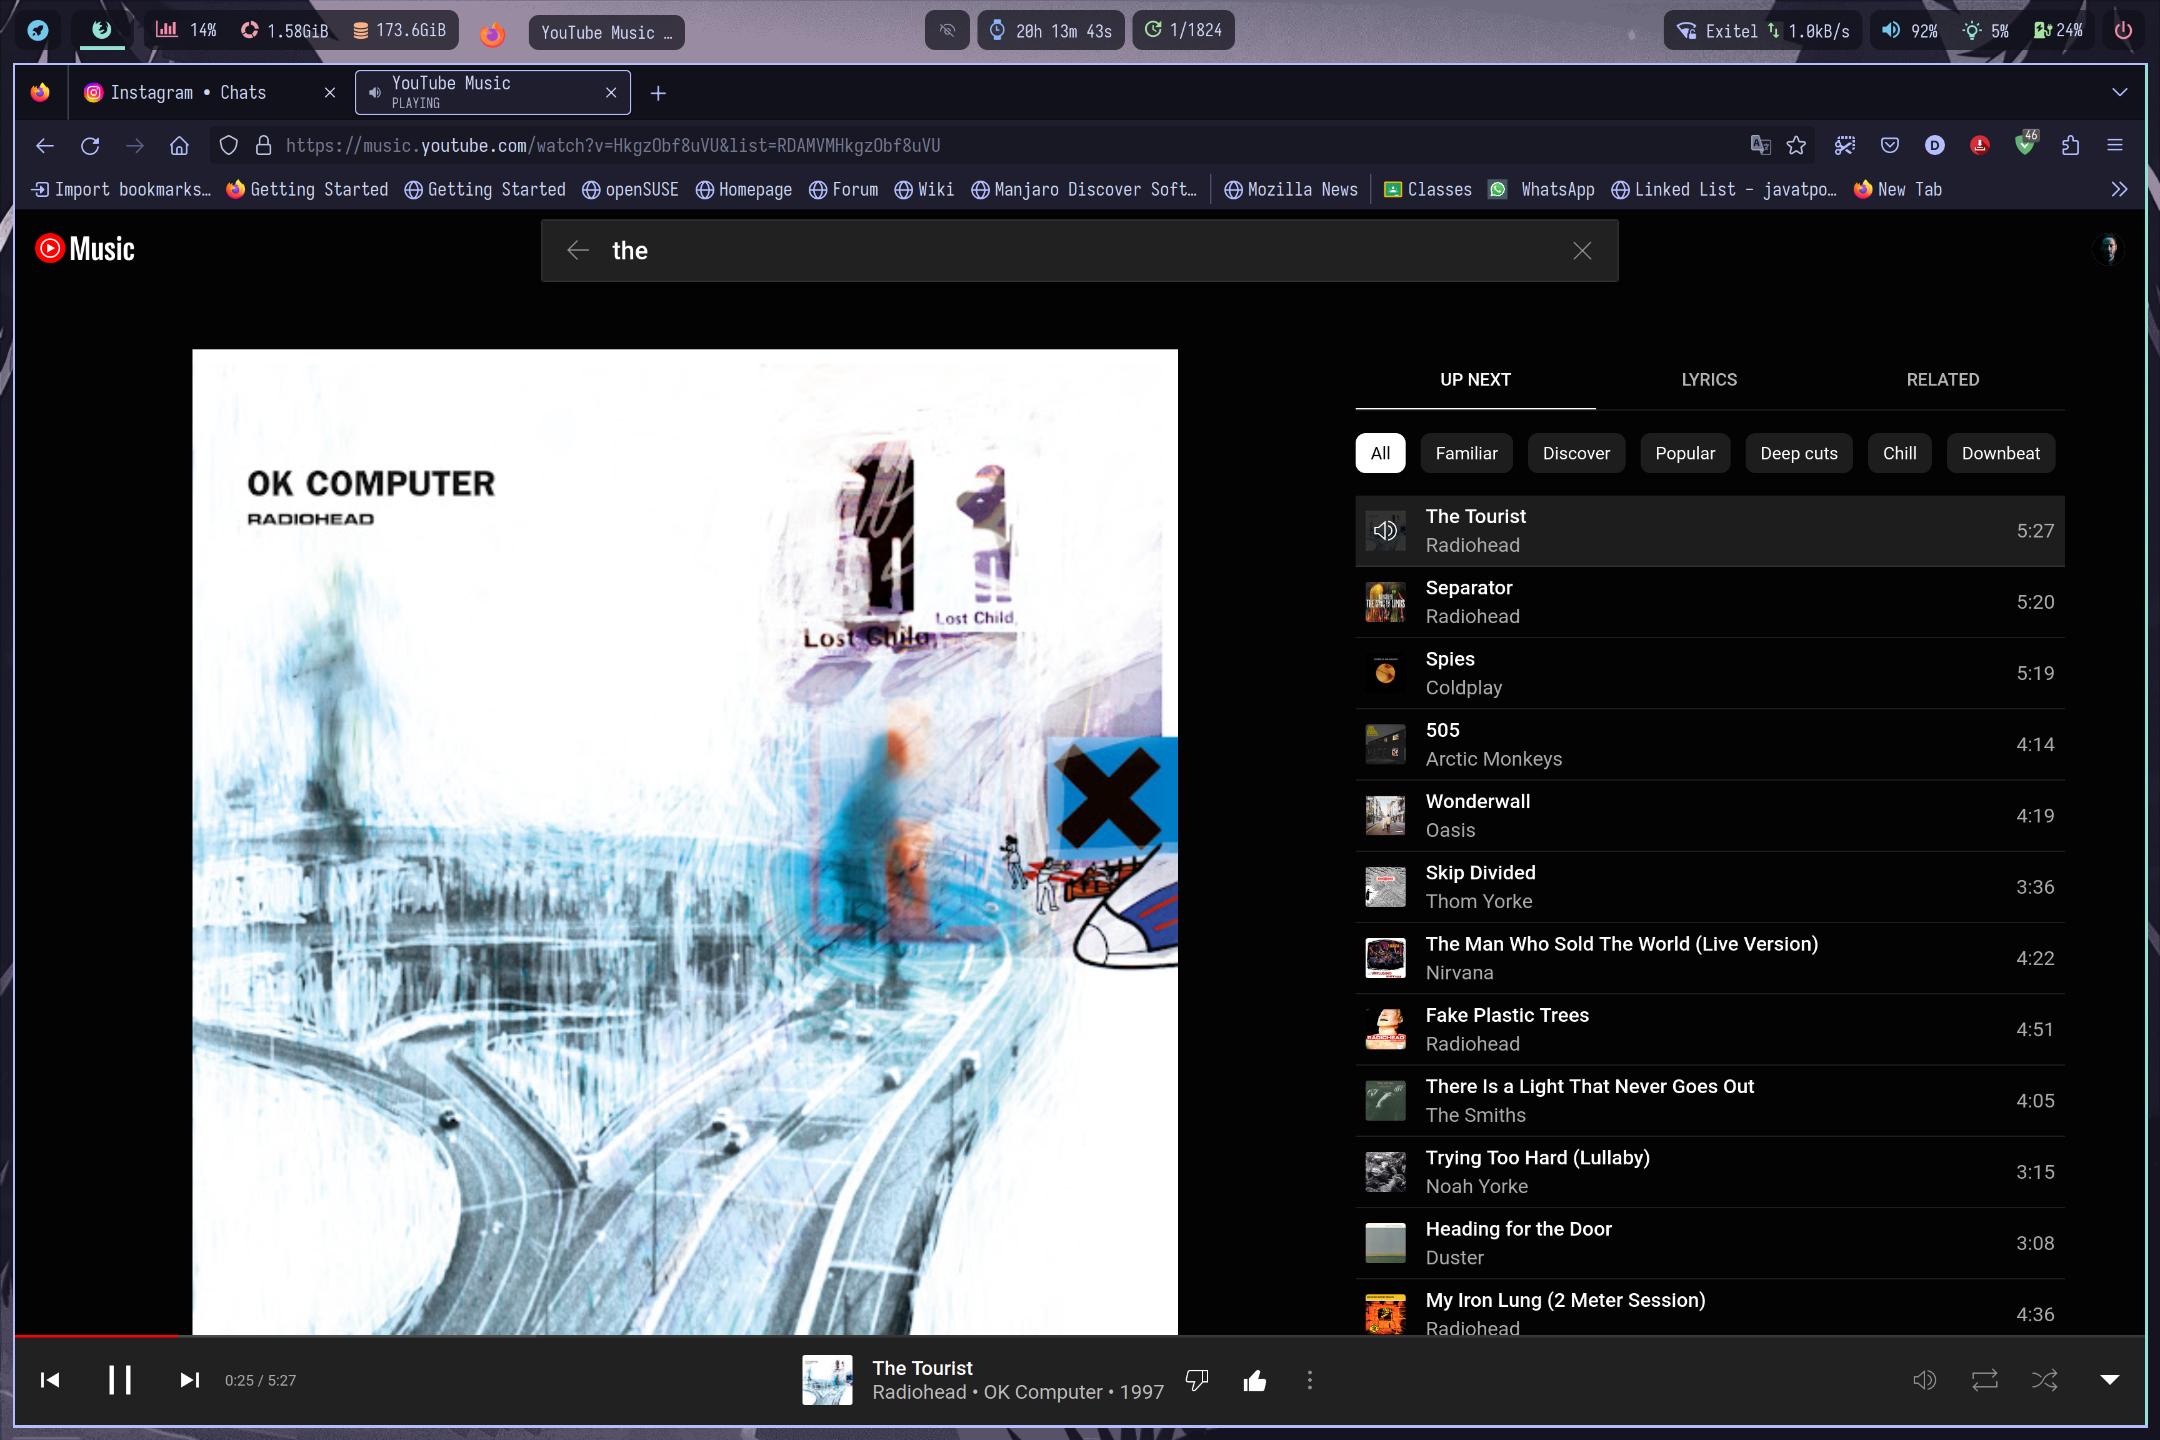 14% 1.58GiB 173.6GiB YouTube Music … 20h 13m 43s 1/1824 Exitel 1.0kB/s 92% 5% 24%
Instagram • Chats
YouTube Music
PLAYING
https://music.youtube.com/watch?v=HkgzObf8uVU&list=RDAMVMHkgzObf8uVU
46
Import bookmarks… Getting Started Getting Started openSUSE Homepage Forum Wiki Manjaro Discover Soft… Mozilla News Classes WhatsApp Linked List - javatpo… New Tab
Music
the
OK COMPUTER
RADIOHEAD
Lost Child
Lost Child
UP NEXT LYRICS RELATED
All Familiar Discover Popular Deep cuts Chill Downbeat
The Tourist
Radiohead
5:27
Separator
Radiohead
5:20
Spies
Coldplay
5:19
505
Arctic Monkeys
4:14
Wonderwall
Oasis
4:19
Skip Divided
Thom Yorke
3:36
The Man Who Sold The World (Live Version)
Nirvana
4:22
Fake Plastic Trees
Radiohead
4:51
There Is a Light That Never Goes Out
The Smiths
4:05
Trying Too Hard (Lullaby)
Noah Yorke
3:15
Heading for the Door
Duster
3:08
My Iron Lung (2 Meter Session)
Radiohead
4:36
0:25 / 5:27
The Tourist
Radiohead • OK Computer • 1997